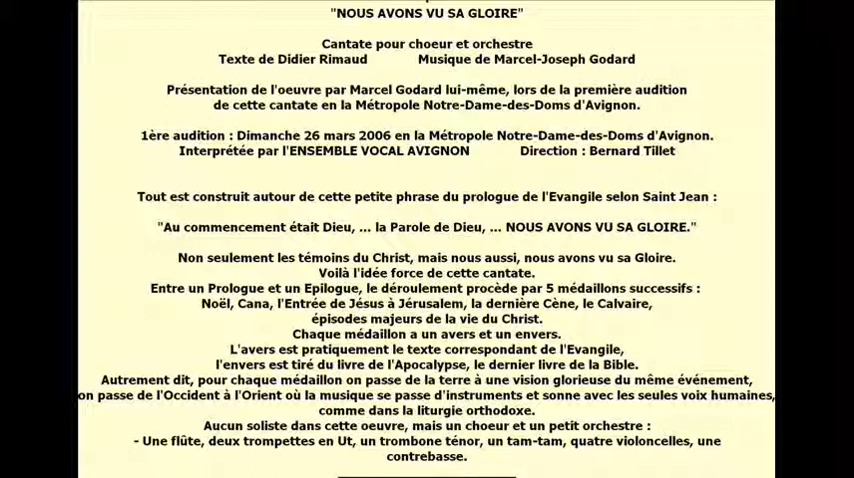 "NOUS AVONS VU SA GLOIRE"
Cantate pour choeur et orchestre
Texte de Didier Rimaud Musique de Marcel-Joseph Godard
Présentation de l'oeuvre par Marcel Godard lui-même, lors de la première audition
de cette cantate en la Métropole Notre-Dame-des-Doms d'Avignon.
1ère audition : Dimanche 26 mars 2006 en la Métropole Notre-Dame-des-Doms d'Avignon.
Interprétée par l'ENSEMBLE VOCAL AVIGNON Direction : Bernard Tillet
Tout est construit autour de cette petite phrase du prologue de l'Evangile selon Saint Jean :
"Au commencement était Dieu, ... la Parole de Dieu, ... NOUS AVONS VU SA GLOIRE."
Non seulement les témoins du Christ, mais nous aussi, nous avons vu sa Gloire.
Voilà l'idée force de cette cantate.
Entre un Prologue et un Epilogue, le déroulement procède par 5 médaillons successifs :
Noël, Cana, l'Entrée de Jésus à Jérusalem, la dernière Cène, le Calvaire,
épisodes majeurs de la vie du Christ.
Chaque médaillon a un avers et un envers.
L'avers est pratiquement le texte correspondant de l'Evangile,
l'envers est tiré du livre de l'Apocalypse, le dernier livre de la Bible.
Autrement dit, pour chaque médaillon on passe de la terre à une vision glorieuse du même événement,
on passe de l'Occident à l'Orient où la musique se passe d'instruments et sonne avec les seules voix humaines,
comme dans la liturgie orthodoxe.
Aucun soliste dans cette oeuvre, mais un choeur et un petit orchestre :
- Une flûte, deux trompettes en Ut, un trombone ténor, un tam-tam, quatre violoncelles, une
contrebasse.